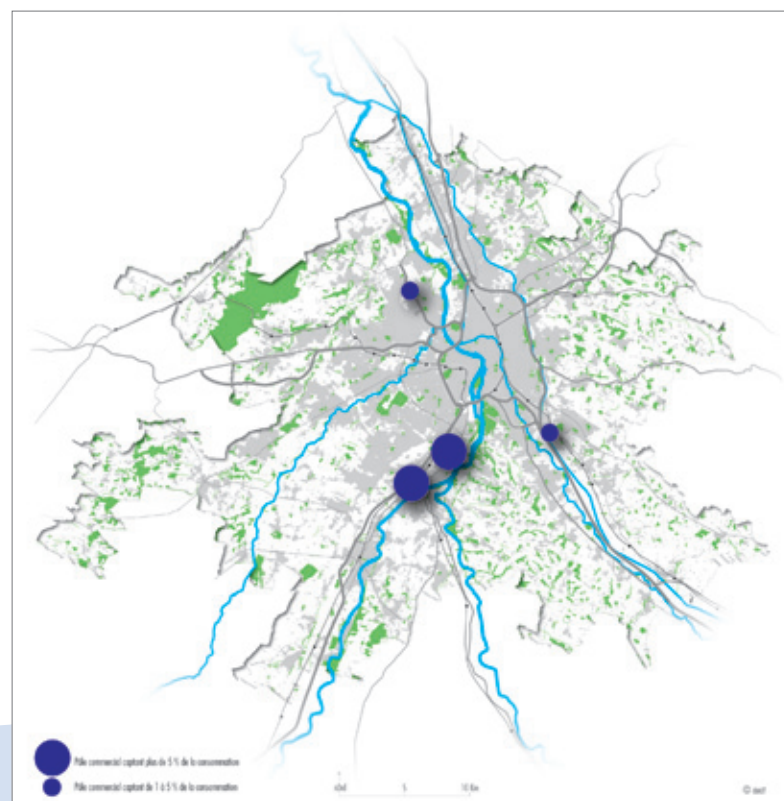 Pôle commercial captant plus de 5 % de la consommation
Pôle commercial captant de 1 à 5 % de la consommation
5
10 Km